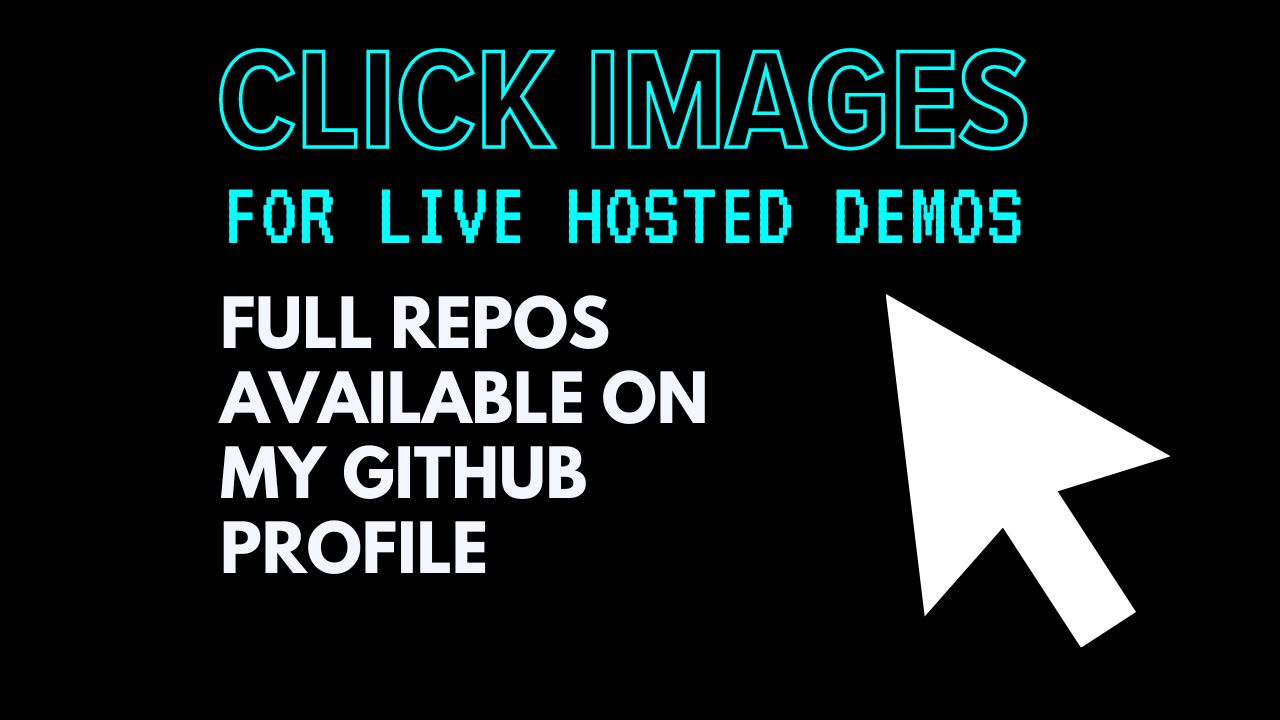 CLICK IMAGES
FOR LIVE HOSTED DEMOS
FULL REPOS
AVAILABLE ON
MY GITHUB
PROFILE